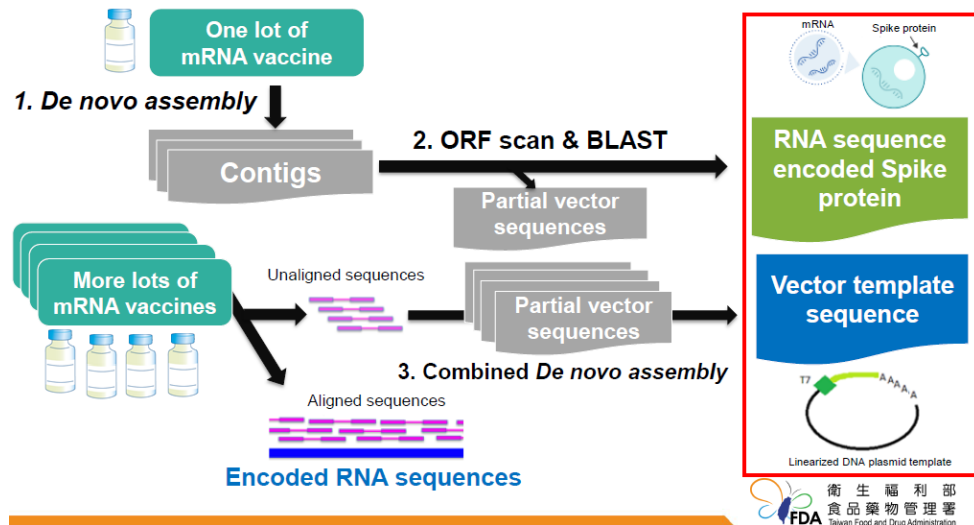 One lot of
mRNA vaccine
1. De novo assembly
Contigs
2. ORF scan & BLAST
Partial vector
sequences
mRNA
Spike protein
RNA sequence
encoded Spike
protein
More lots of
mRNA vaccines
Unaligned sequences
Partial vector
sequences
3. Combined De novo assembly
Vector template
sequence
Aligned sequences
Encoded RNA sequences
T7
AAAAA
Linearized DNA plasmid template
衛生福利部
食品藥物管理署
FDA
Taiwan Food and Drug Administration